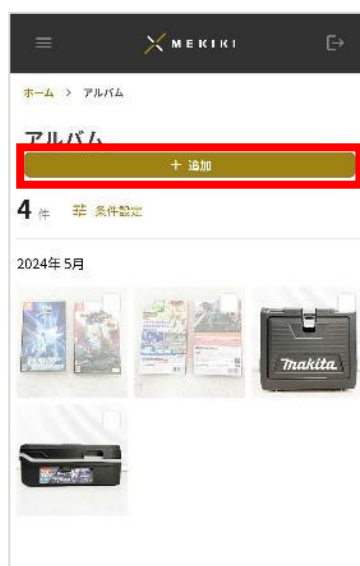 MEKIKI
ホーム > アルバム
アルバム
+ 追加
4 件 条件設定
2024年 5月
makita